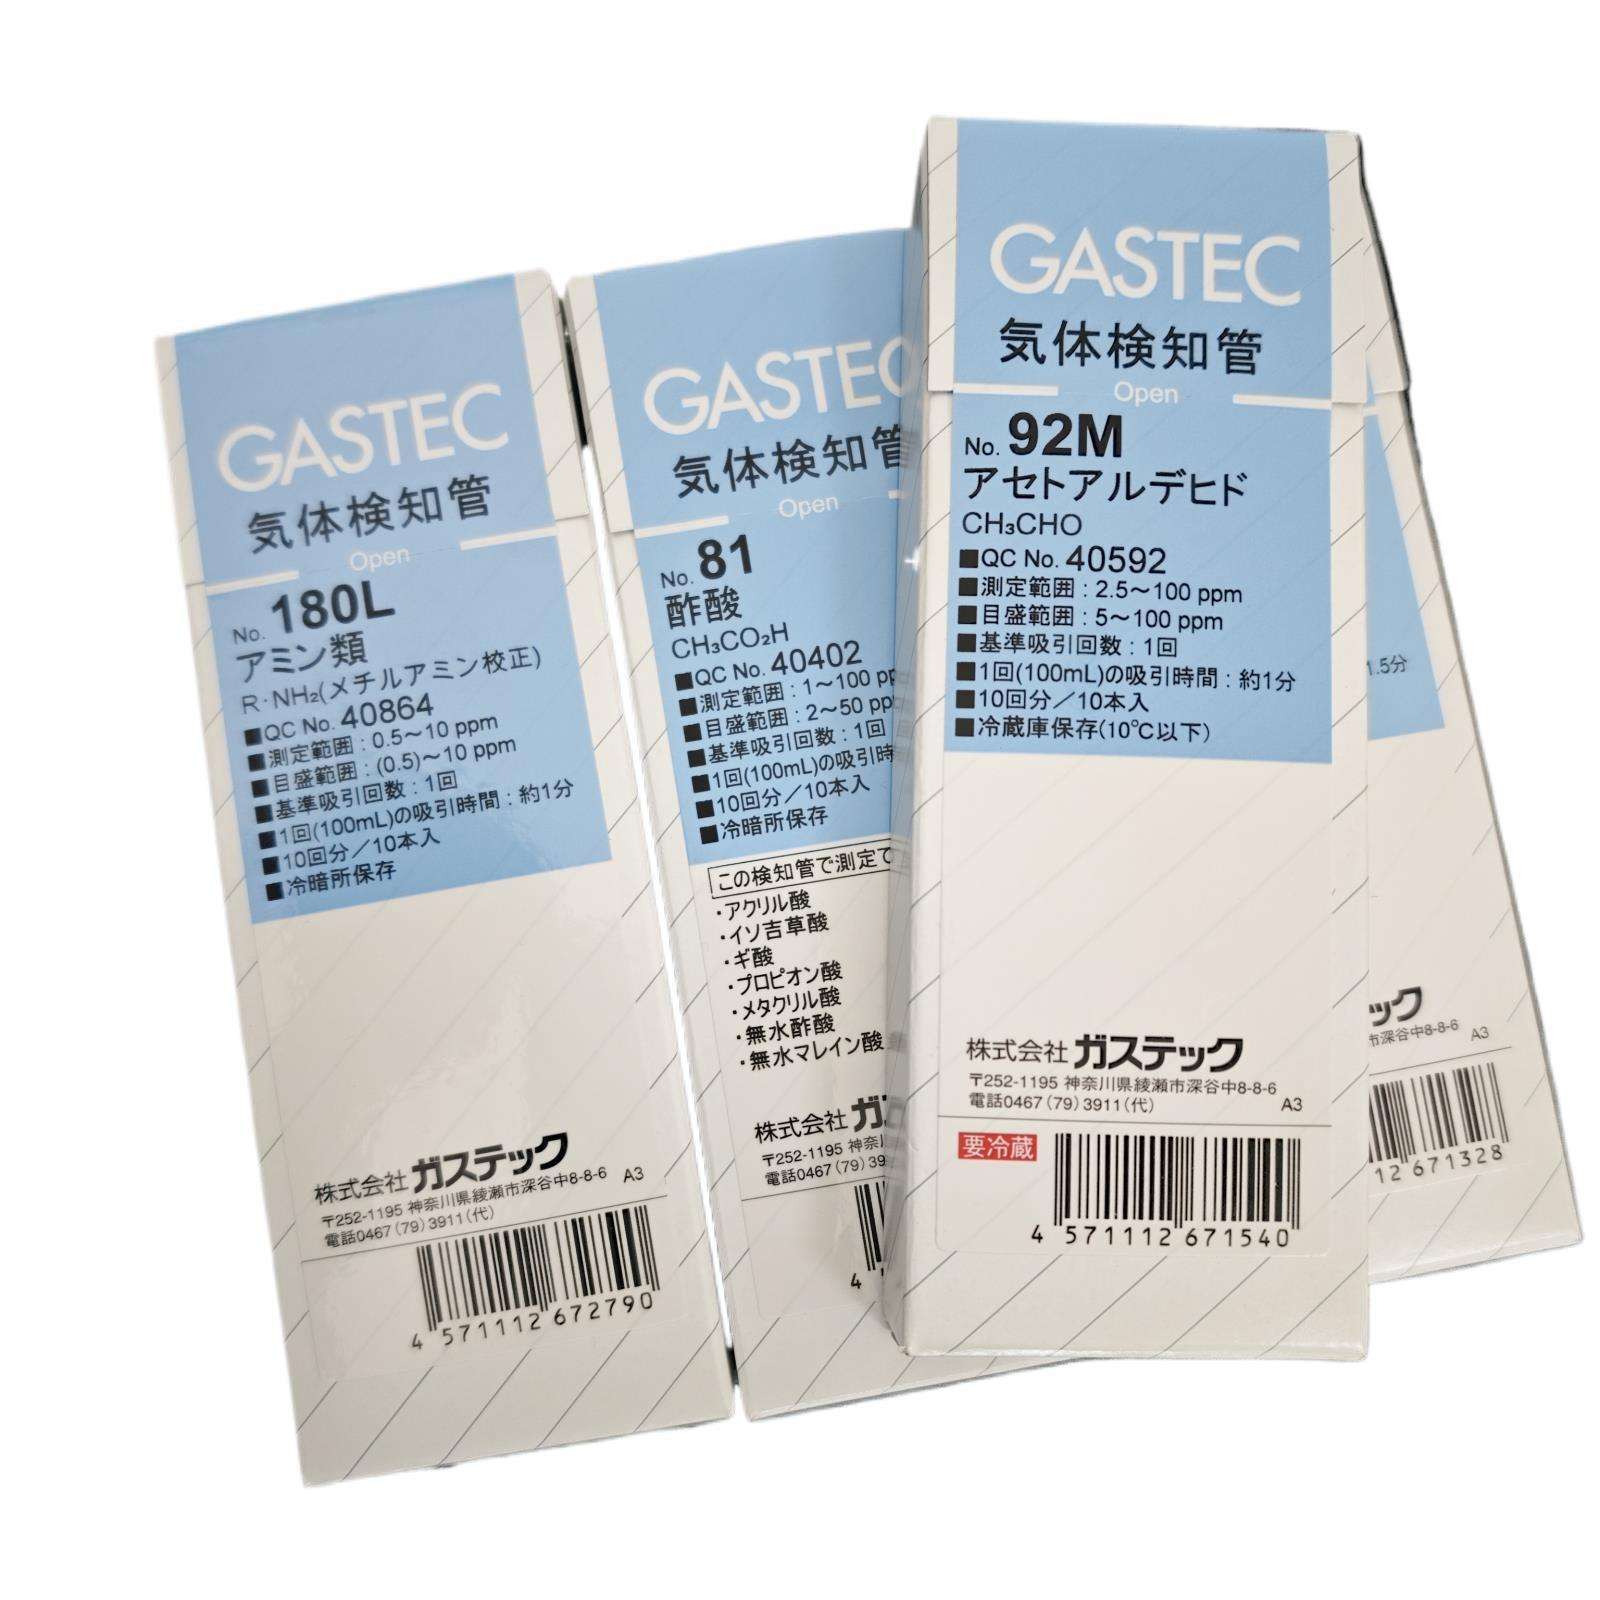 GASTEC
気体検知管
Open
No. 180L
アミン類
R・NH₂(メチルアミン校正)
■QC No. 40864
■測定範囲：0.5～10 ppm
■目盛範囲：(0.5)～10 ppm
■基準吸引回数：1回
■1回(100mL)の吸引時間：約1分
■10回分／10本入
■冷暗所保存
株式会社ガステック
〒252-1195 神奈川県綾瀬市深谷中8-8-6 A3
電話0467(79)3911(代)
4 571112 672790
GASTEC
気体検知管
Open
No. 81
酢酸
CH₃CO₂H
■QC No. 40402
■測定範囲：1～100 pp
■目盛範囲：2～50 pp
■基準吸引回数：1回
■1回(100mL)の吸引時
■10回分／10本入
■冷暗所保存
この検知管で測定で
・アクリル酸
・イソ吉草酸
・ギ酸
・プロピオン酸
・メタクリル酸
・無水酢酸
・無水マレイン酸
株式会社ガ
〒252-1195 神奈川
電話0467(79)39
4
GASTEC
気体検知管
Open
No. 92M
アセトアルデヒド
CH₃CHO
■QC No. 40592
■測定範囲：2.5～100 ppm
■目盛範囲：5～100 ppm
■基準吸引回数：1回
■1回(100mL)の吸引時間：約1分
■10回分／10本入
■冷蔵庫保存(10℃以下)
株式会社ガステック
〒252-1195 神奈川県綾瀬市深谷中8-8-6
電話0467(79)3911(代) A3
要冷蔵
4 571112 671540
1.5分
ック
市深谷中8-8-6 A3
12 671328